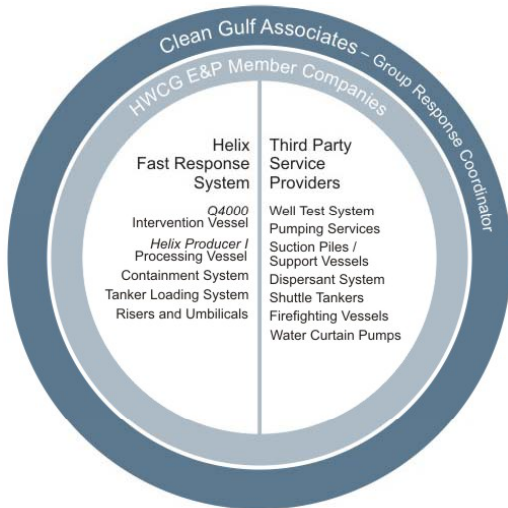 Clean Gulf Associates – Group Response Coordinator
HWCG E&P Member Companies
Helix
Fast Response
System
Q4000
Intervention Vessel
Helix Producer I
Processing Vessel
Containment System
Tanker Loading System
Risers and Umbilicals
Third Party
Service
Providers
Well Test System
Pumping Services
Suction Piles /
Support Vessels
Dispersant System
Shuttle Tankers
Firefighting Vessels
Water Curtain Pumps